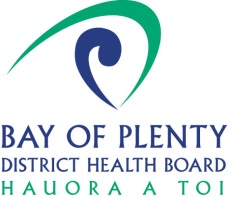 BAY OF PLENTY
DISTRICT HEALTH BOARD
HAUORA A TOI